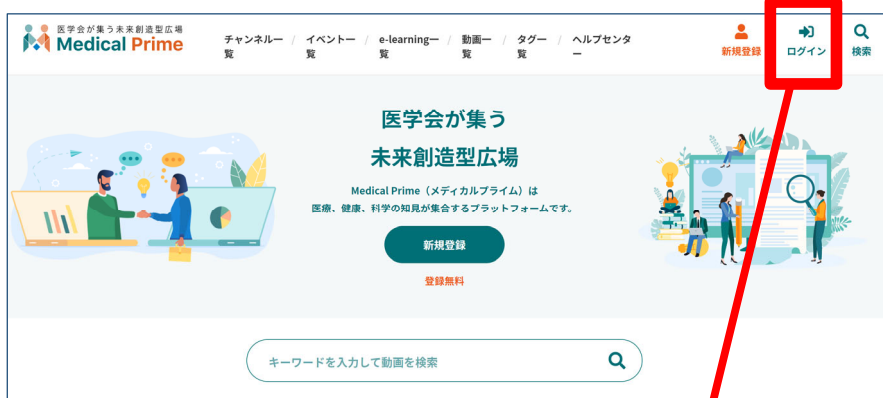 医学会が集う未来創造型広場
Medical Prime
チャンネル一覧 / イベント一覧 / e-learning一覧 / 動画一覧 / タグ一覧 / ヘルプセンター
新規登録
ログイン
検索
医学会が集う
未来創造型広場
Medical Prime（メディカルプライム）は
医療、健康、科学の知見が集合するプラットフォームです。
新規登録
登録無料
キーワードを入力して動画を検索